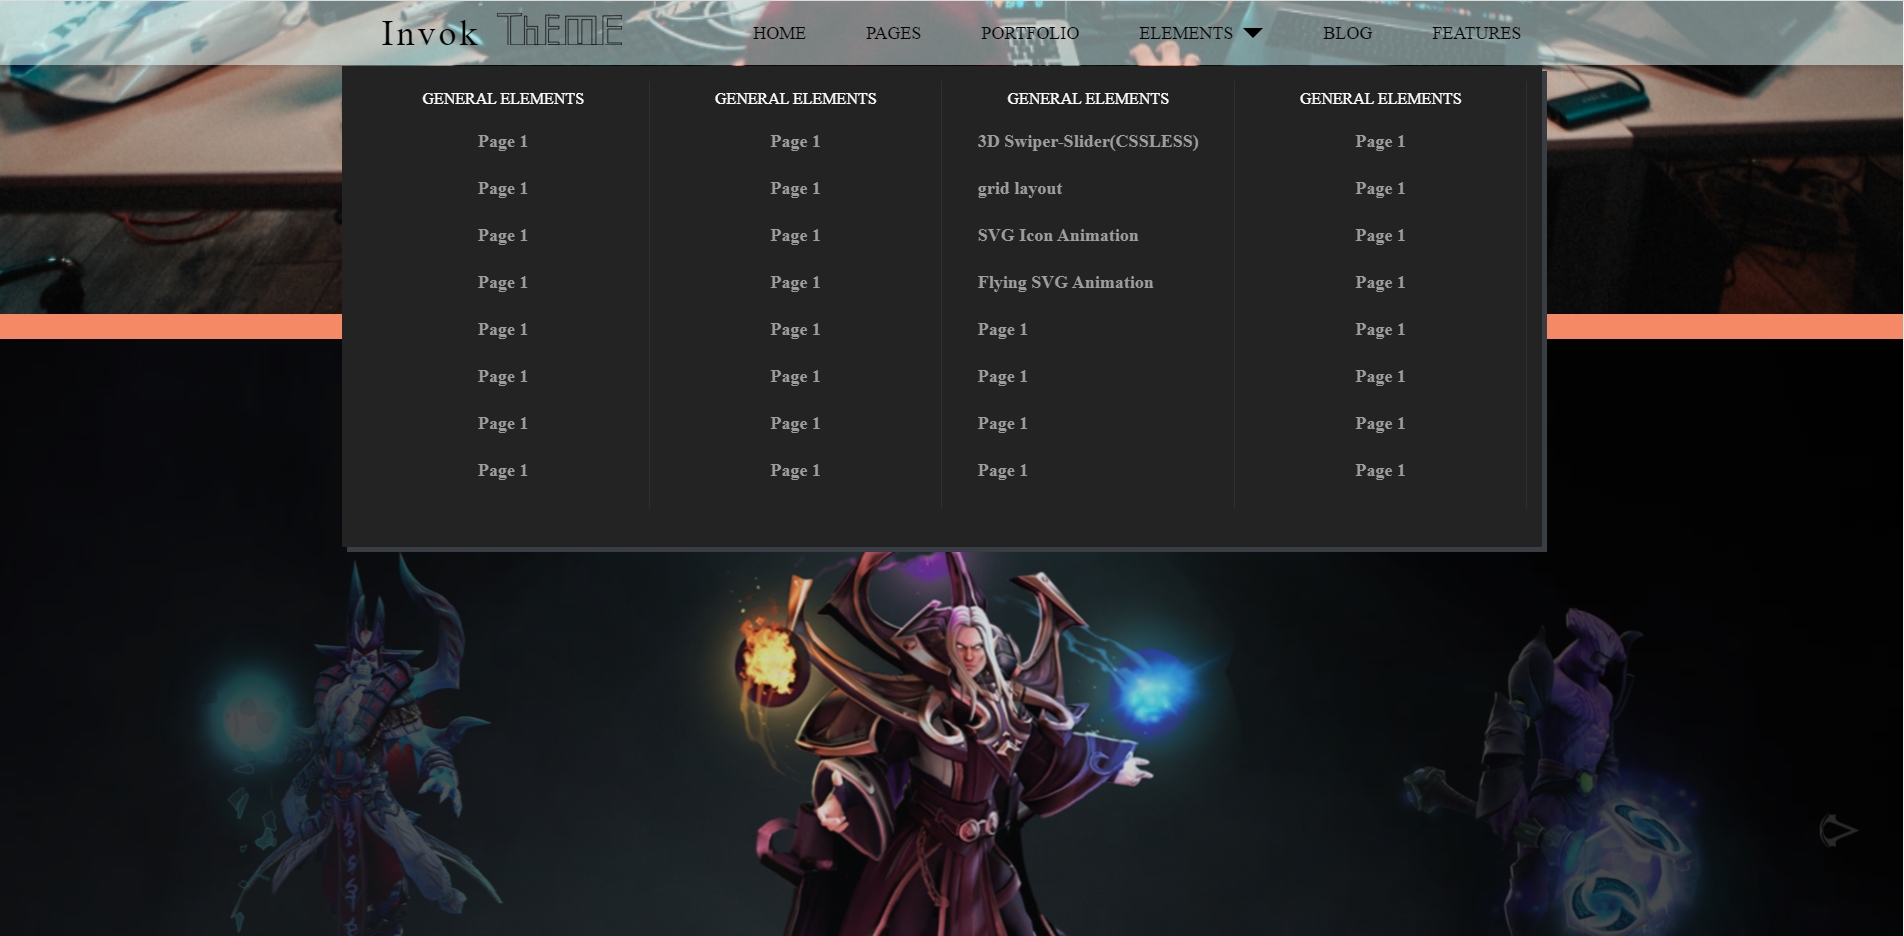 Invok ThEME HOME PAGES PORTFOLIO ELEMENTS BLOG FEATURES
GENERAL ELEMENTS GENERAL ELEMENTS GENERAL ELEMENTS GENERAL ELEMENTS
Page 1 Page 1 3D Swiper-Slider(CSSLESS) Page 1
Page 1 Page 1 grid layout Page 1
Page 1 Page 1 SVG Icon Animation Page 1
Page 1 Page 1 Flying SVG Animation Page 1
Page 1 Page 1 Page 1 Page 1
Page 1 Page 1 Page 1 Page 1
Page 1 Page 1 Page 1 Page 1
Page 1 Page 1 Page 1 Page 1